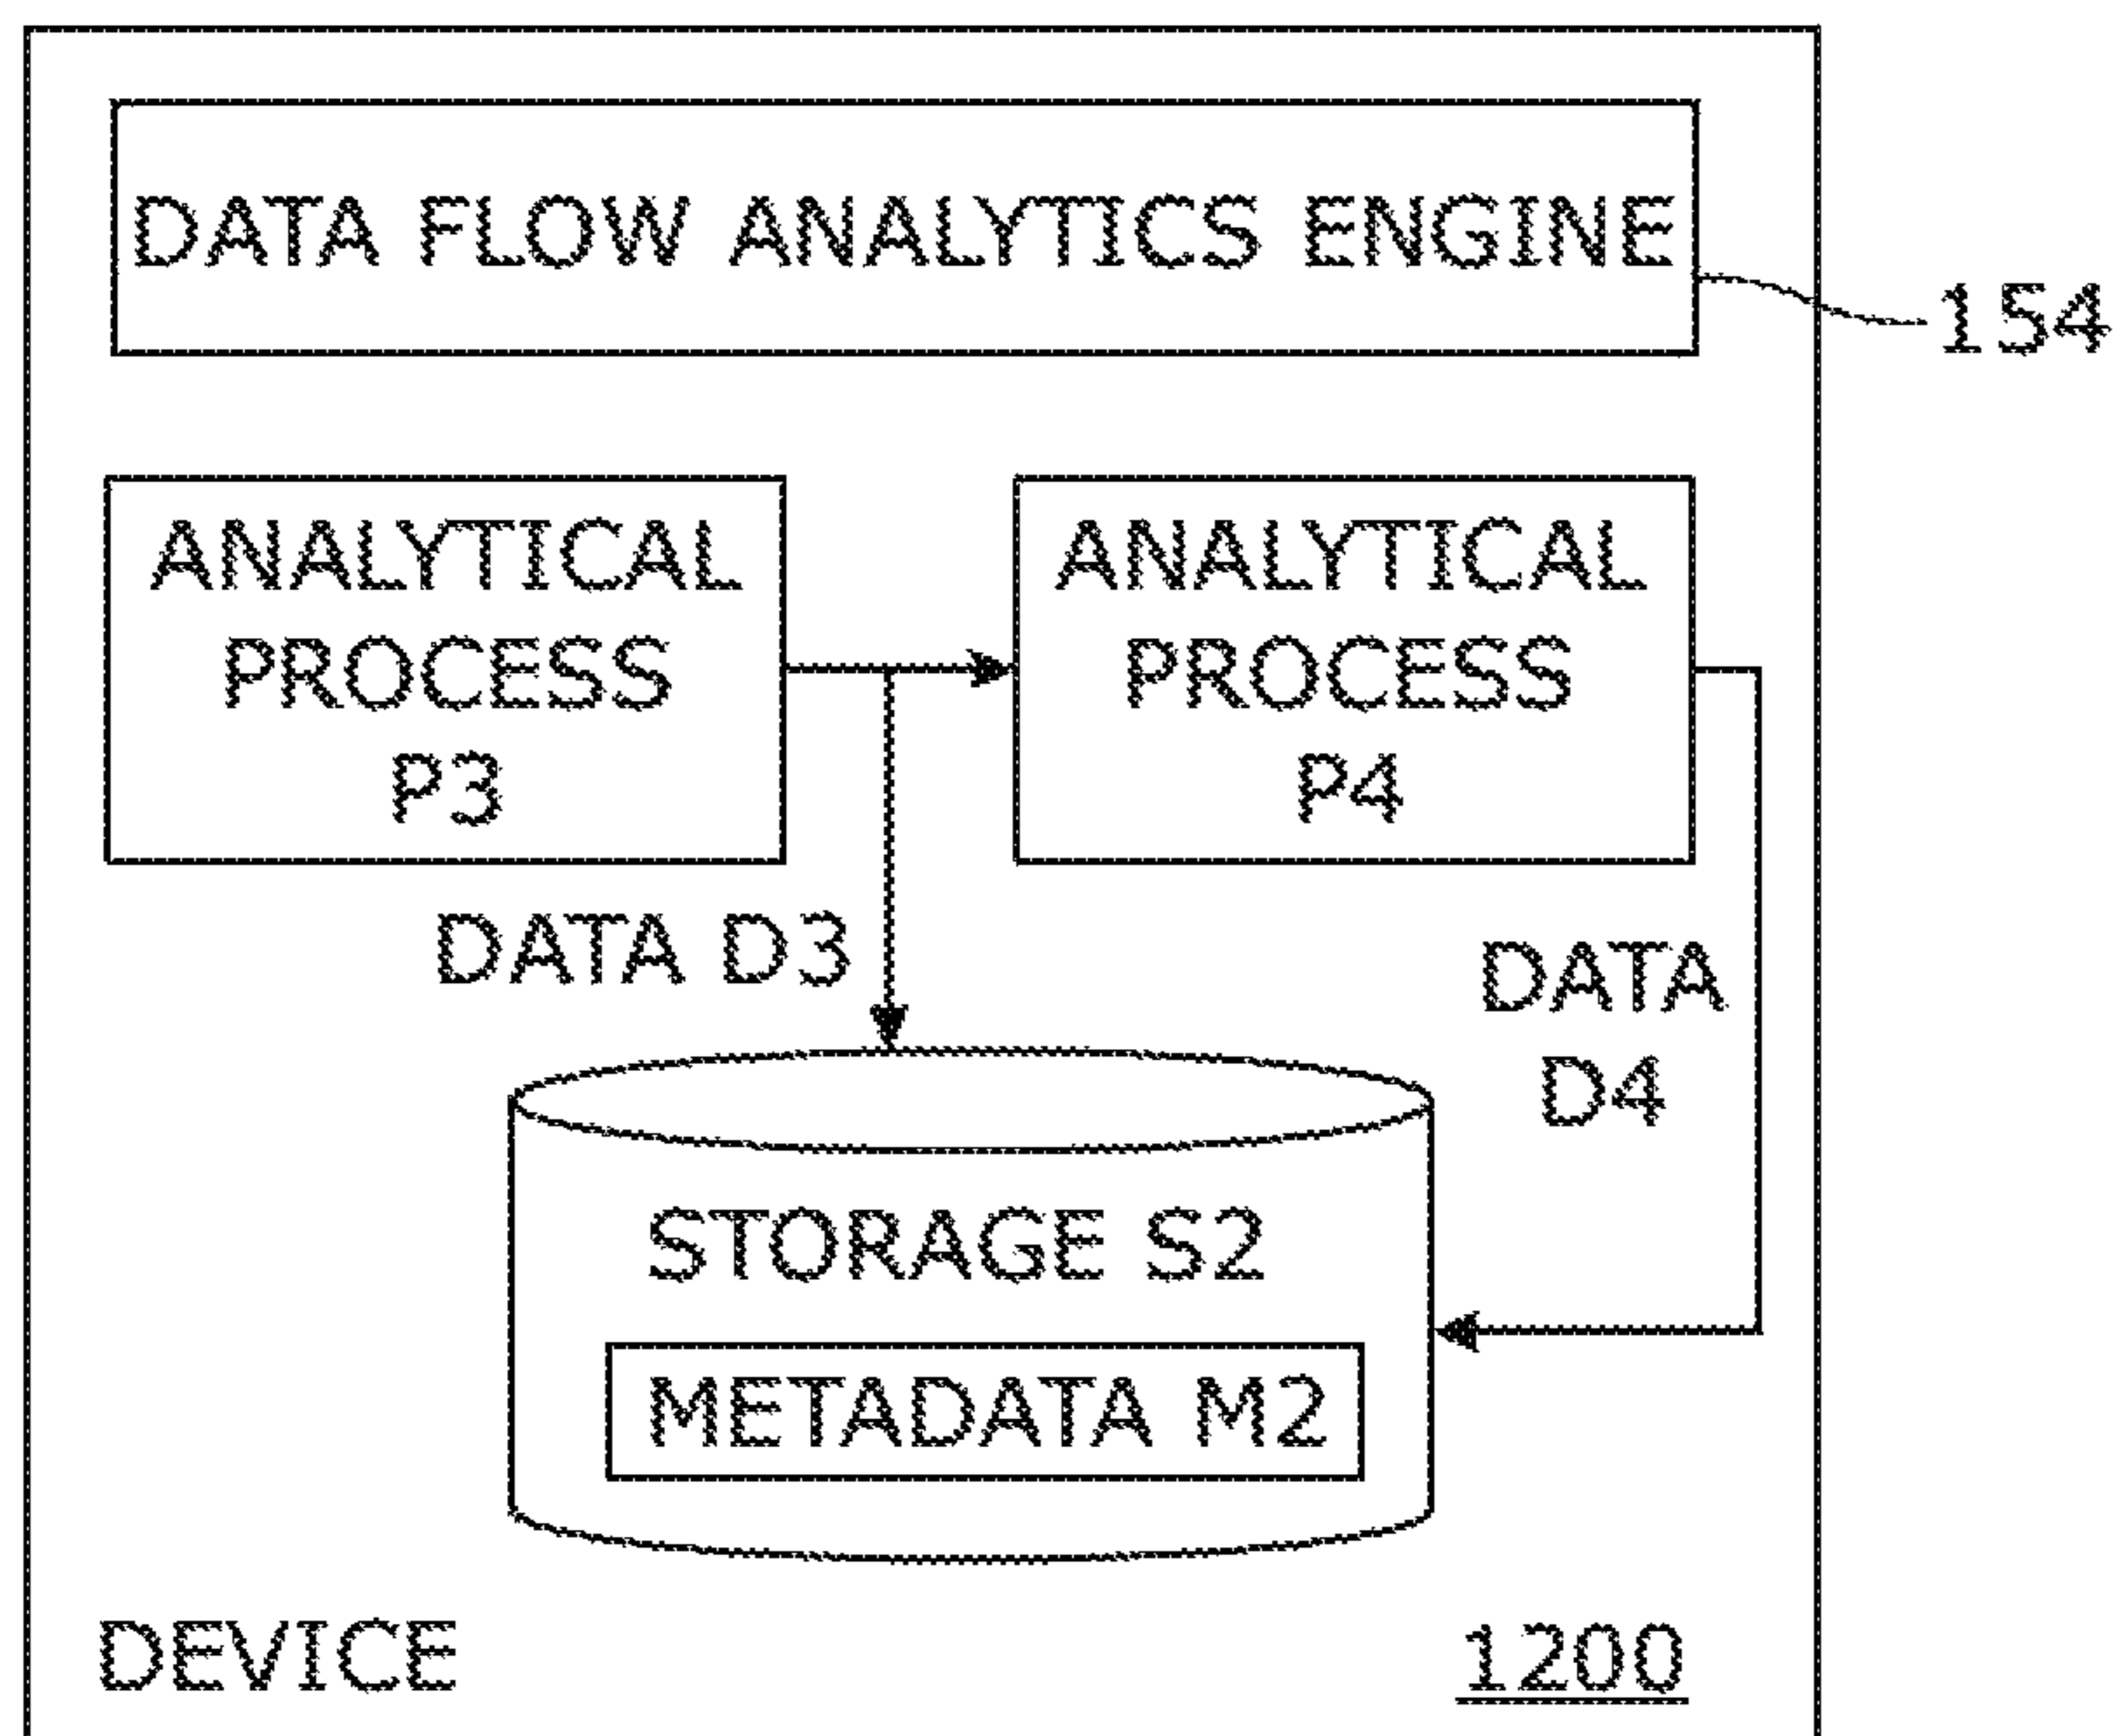 DATA FLOW ANALYTICS ENGINE
154
ANALYTICAL
PROCESS
P3
ANALYTICAL
PROCESS
P4
DATA D3
DATA
D4
STORAGE S2
METADATA M2
DEVICE
1200